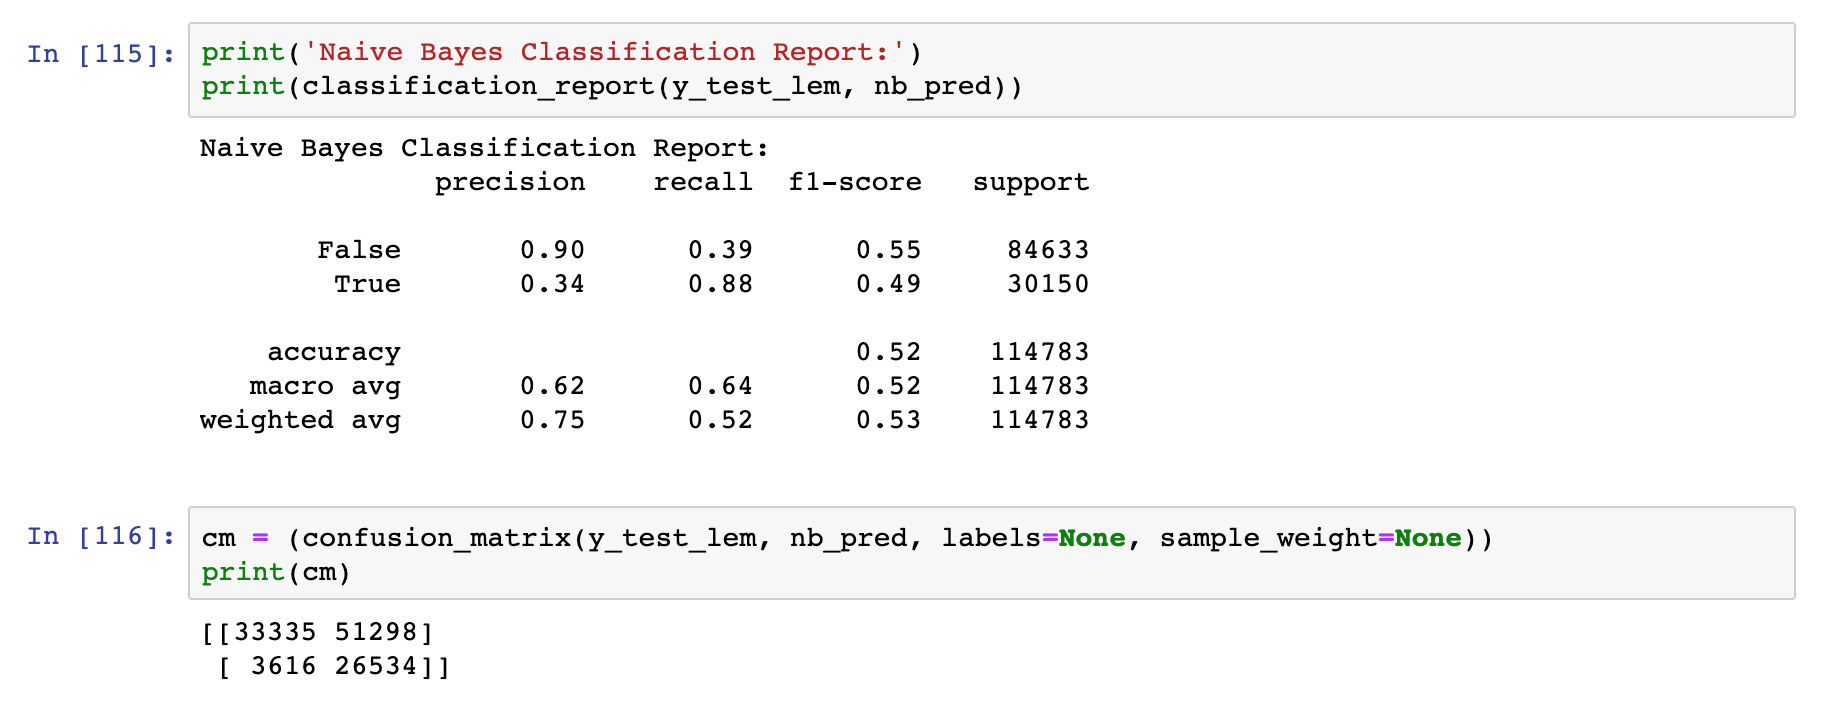 In [115]: print('Naive Bayes Classification Report:')
print(classification_report(y_test_lem, nb_pred))
Naive Bayes Classification Report:
              precision    recall  f1-score   support

       False       0.90      0.39      0.55     84633
        True       0.34      0.88      0.49     30150

    accuracy                           0.52    114783
   macro avg       0.62      0.64      0.52    114783
weighted avg       0.75      0.52      0.53    114783

In [116]: cm = (confusion_matrix(y_test_lem, nb_pred, labels=None, sample_weight=None))
print(cm)
[[33335 51298]
 [ 3616 26534]]